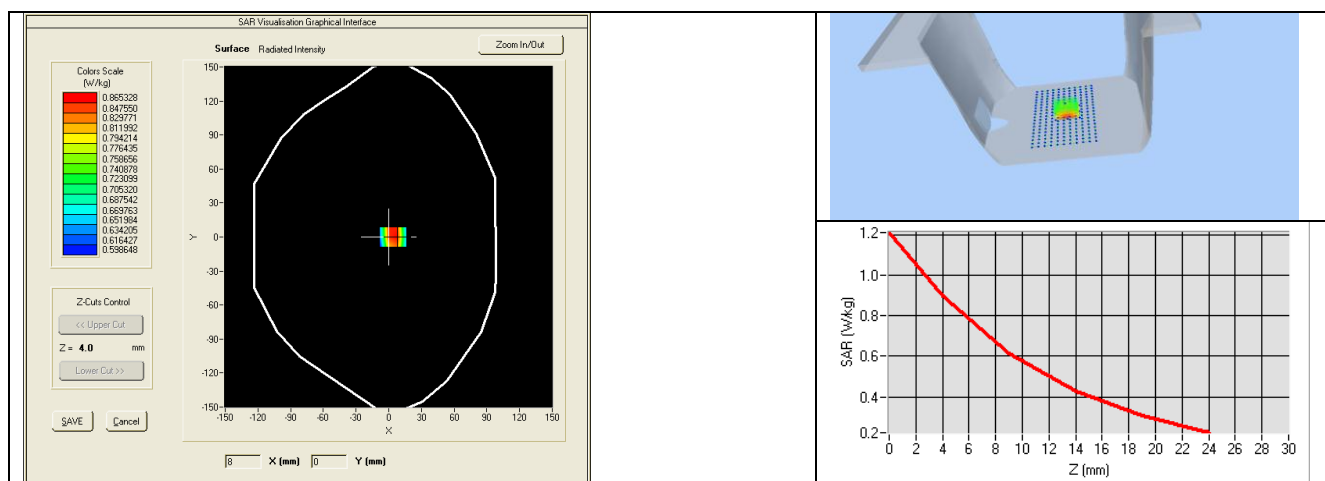 SAR Visualisation Graphical Interface
Surface Radiated Intensity
Zoom In/Out
Colors Scale
(W/kg)
0.865328
0.847550
0.829771
0.811992
0.794214
0.776435
0.758656
0.740878
0.723099
0.705320
0.687542
0.669763
0.651984
0.634205
0.616427
0.598648
150
120
90
60
30
0
-30
-60
-90
-120
-150
Y
-150 -120 -90 -60 -30 0 30 60 90 120 150
X
Z-Cuts Control
<< Upper Cut
Z = 4.0 mm
Lower Cut >>
SAVE Cancel
8 X (mm) 0 Y (mm)
1.2
1.0
0.8
0.6
0.4
0.2
SAR (W/kg)
0 2 4 6 8 10 12 14 16 18 20 22 24 26 28 30
Z (mm)